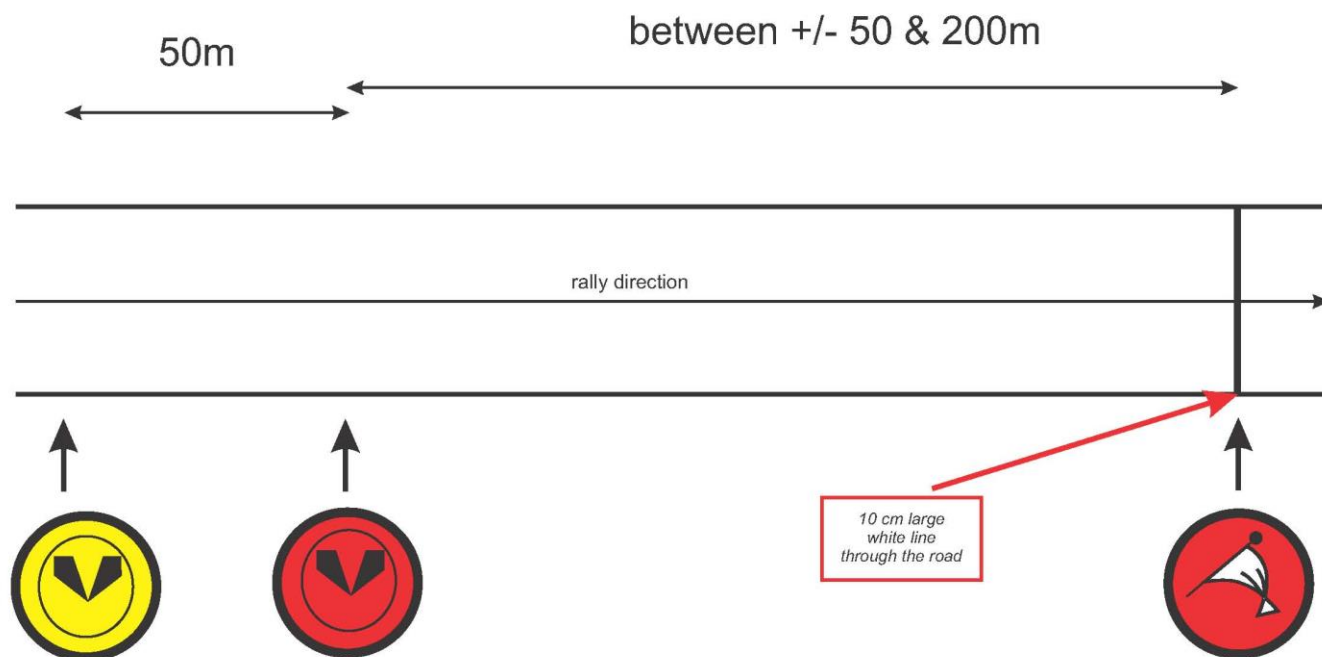 50m
between +/- 50 & 200m
rally direction
10 cm large
white line
through the road